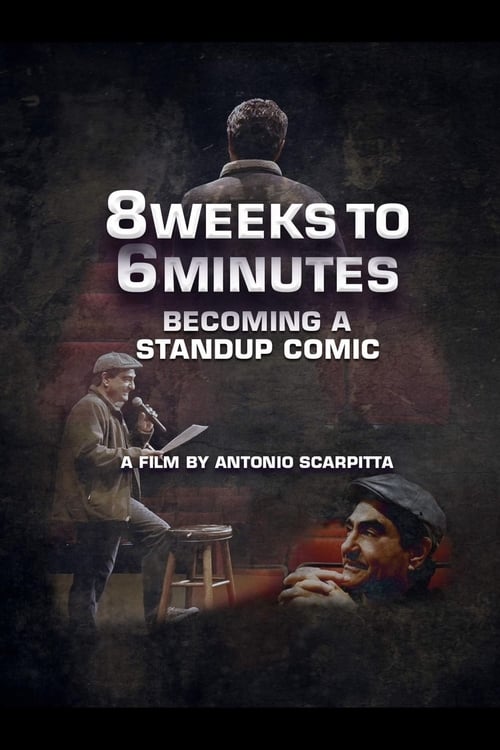 8 WEEKS TO
6 MINUTES
BECOMING A
STANDUP COMIC
A FILM BY ANTONIO SCARPITTA